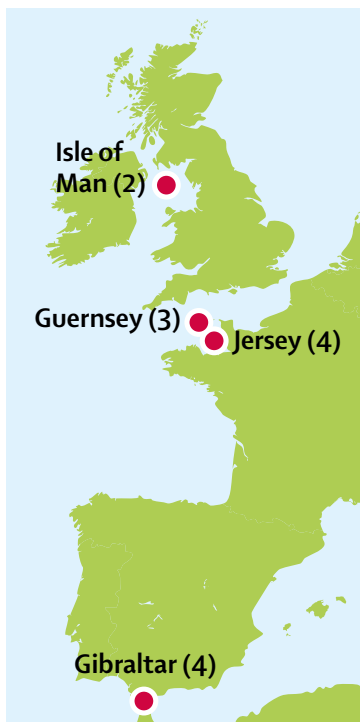 Isle of
Man (2)
Guernsey (3)
Jersey (4)
Gibraltar (4)